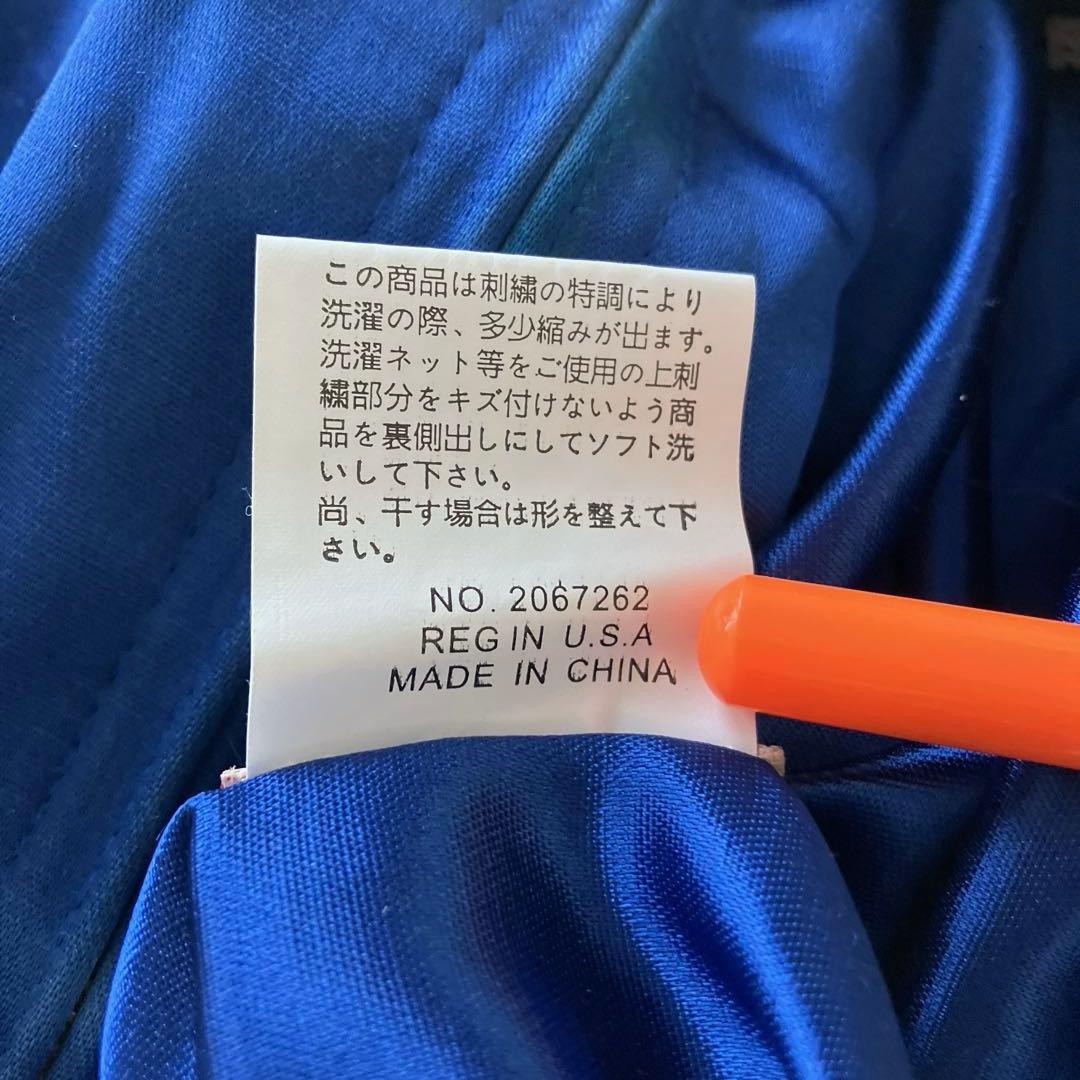 この商品は刺繍の特調により
洗濯の際、多少縮みが出ます。
洗濯ネット等をご使用の上刺
繍部分をキズ付けないよう商
品を裏側出しにしてソフト洗
いして下さい。
尚、干す場合は形を整えて下
さい。
NO. 2067262
REG IN U.S.A
MADE IN CHINA